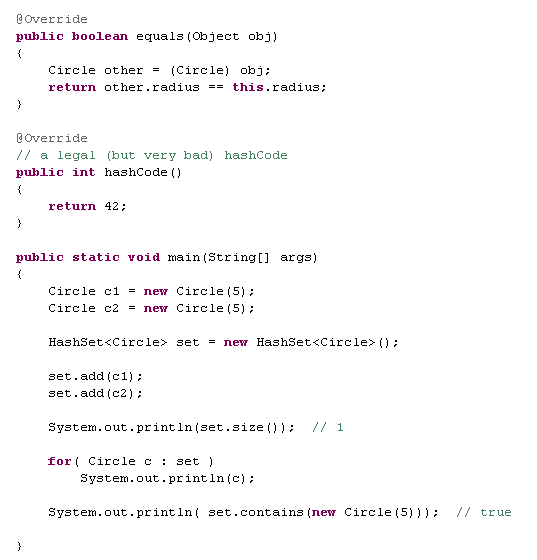 @Override
public boolean equals(Object obj)
{
    Circle other = (Circle) obj;
    return other.radius == this.radius;
}

@Override
// a legal (but very bad) hashCode
public int hashCode()
{
    return 42;
}

public static void main(String[] args)
{
    Circle c1 = new Circle(5);
    Circle c2 = new Circle(5);

    HashSet<Circle> set = new HashSet<Circle>();

    set.add(c1);
    set.add(c2);

    System.out.println(set.size());  // 1

    for( Circle c : set )
        System.out.println(c);

    System.out.println( set.contains(new Circle(5)));  // true

}